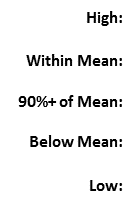 High:
Within Mean:
90%+ of Mean:
Below Mean:
Low: